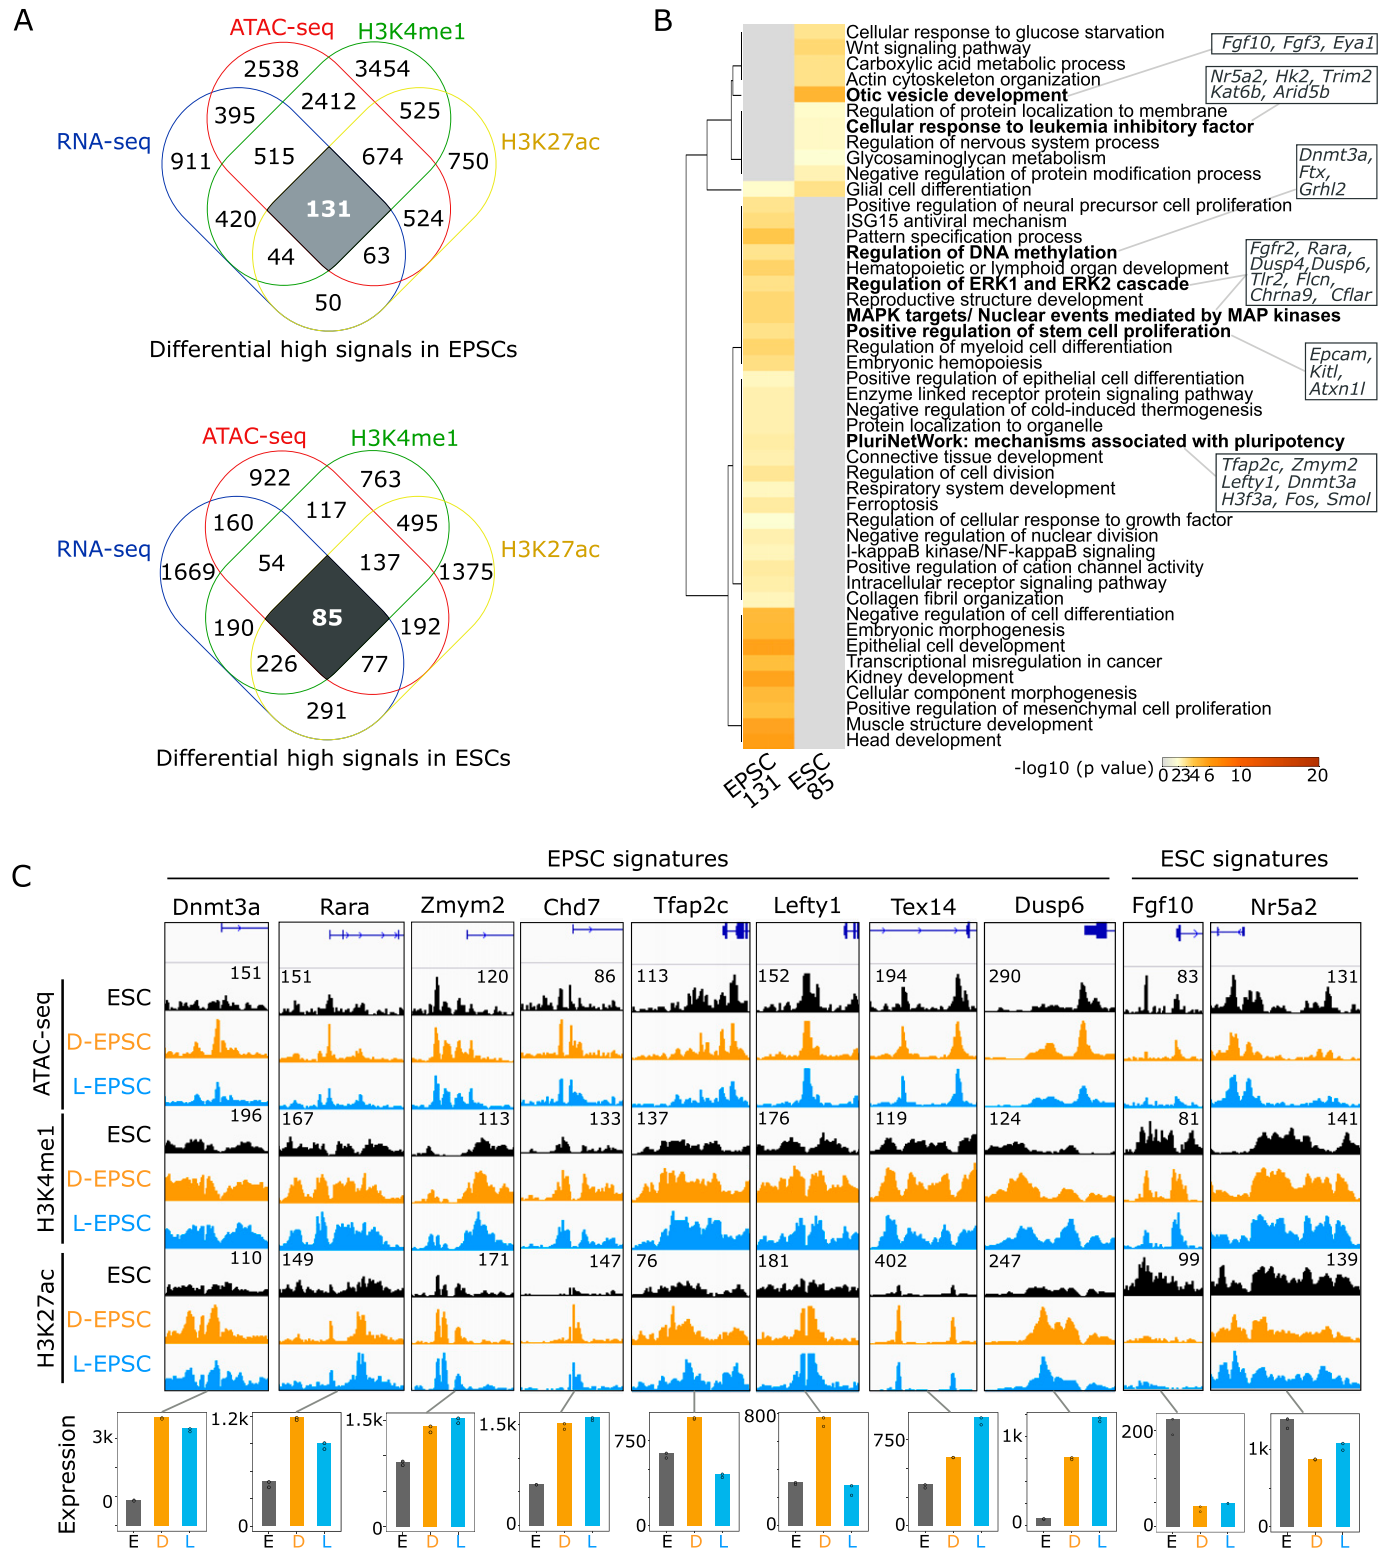 A
ATAC-seq
H3K4me1
RNA-seq
H3K27ac
2538
3454
395
2412
525
911
515
674
750
131
420
524
44
63
50
Differential high signals in EPSCs
ATAC-seq
H3K4me1
RNA-seq
H3K27ac
922
763
160
117
495
1669
54
137
1375
85
190
192
226
77
291
Differential high signals in ESCs
B
Cellular response to glucose starvation
Wnt signaling pathway
Carboxylic acid metabolic process
Actin cytoskeleton organization
Otic vesicle development
Regulation of protein localization to membrane
Cellular response to leukemia inhibitory factor
Regulation of nervous system process
Glycosaminoglycan metabolism
Negative regulation of protein modification process
Glial cell differentiation
Positive regulation of neural precursor cell proliferation
ISG15 antiviral mechanism
Pattern specification process
Regulation of DNA methylation
Hematopoietic or lymphoid organ development
Regulation of ERK1 and ERK2 cascade
Reproductive structure development
MAPK targets/ Nuclear events mediated by MAP kinases
Positive regulation of stem cell proliferation
Regulation of myeloid cell differentiation
Embryonic hemopoiesis
Positive regulation of epithelial cell differentiation
Enzyme linked receptor protein signaling pathway
Negative regulation of cold-induced thermogenesis
Protein localization to organelle
PluriNetWork: mechanisms associated with pluripotency
Connective tissue development
Regulation of cell division
Respiratory system development
Ferroptosis
Regulation of cellular response to growth factor
Negative regulation of nuclear division
I-kappaB kinase/NF-kappaB signaling
Positive regulation of cation channel activity
Intracellular receptor signaling pathway
Collagen fibril organization
Negative regulation of cell differentiation
Embryonic morphogenesis
Epithelial cell development
Transcriptional misregulation in cancer
Kidney development
Cellular component morphogenesis
Positive regulation of mesenchymal cell proliferation
Muscle structure development
Head development
Fgf10, Fgf3, Eya1
Nr5a2, Hk2, Trim2
Kat6b, Arid5b
Dnmt3a,
Ftx,
Grhl2
Fgfr2, Rara,
Dusp4,Dusp6,
Tlr2, Flcn,
Chrna9, Cflar
Epcam,
Kitl,
Atxn1l
Tfap2c, Zmym2
Lefty1, Dnmt3a
H3f3a, Fos, Smol
EPSC
131
ESC
85
-log10 (p value)
0 2 3 4 6 10 20
C
EPSC signatures
ESC signatures
Dnmt3a Rara Zmym2 Chd7 Tfap2c Lefty1 Tex14 Dusp6 Fgf10 Nr5a2
ATAC-seq
ESC
151 151 120 86 113 152 194 290 83 131
D-EPSC
L-EPSC
H3K4me1
ESC
196 167 113 133 137 176 119 124 81 141
D-EPSC
L-EPSC
H3K27ac
ESC
110 149 171 147 76 181 402 247 99 139
D-EPSC
L-EPSC
Expression
3k
0
E D L
1.2k
0
E D L
1.5k
0
E D L
1.5k
0
E D L
750
0
E D L
800
0
E D L
750
0
E D L
1k
0
E D L
200
0
E D L
1k
0
E D L